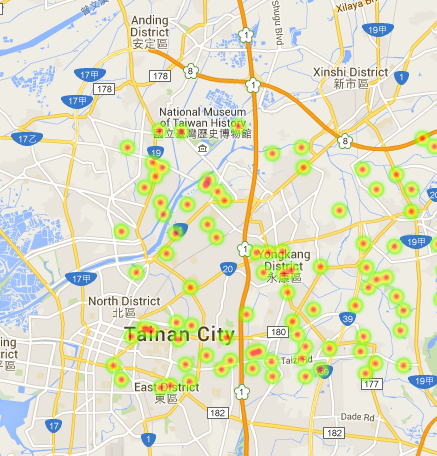 Anding
District
安定區
Shugu Blvd
Xilaya Blvd
19甲
1
8
178
17甲
178
1
1
Xinshi District
新市區
National Museum
of Taiwan History
國立臺灣歷史博物館
17乙
19
8
1
Yongkang
District
永康區
19甲
20
17甲
North District
北區
39
Tainan City
180
Taizi Rd
177
East District
東區
19甲
182
1
Dade Rd
182
17
1